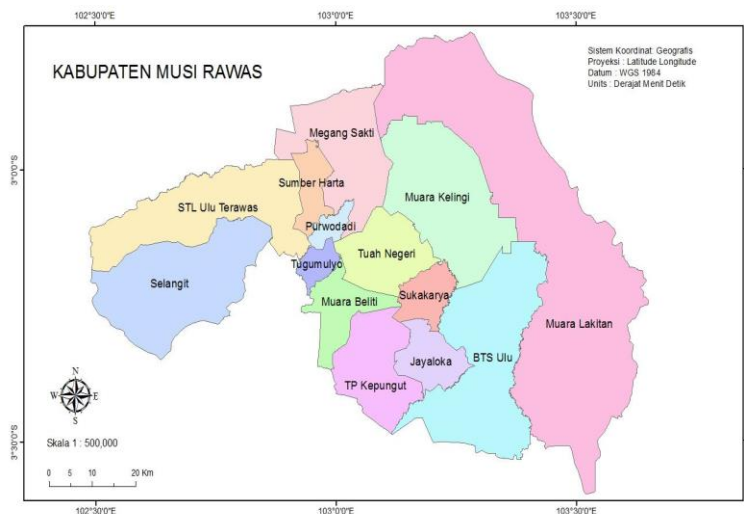 102°30'0"E 103°0'0"E 103°30'0"E
KABUPATEN MUSI RAWAS
Sistem Koordinat: Geografis
Proyeksi : Latitude Longitude
Datum : WGS 1984
Units : Derajat Menit Detik
Megang Sakti
3°0'0"S
Sumber Harta
Muara Kelingi
STL Ulu Terawas
Purwodadi
Tuah Negeri
Tugumulyo
Selangit
Sukakarya
Muara Beliti
Muara Lakitan
Jayaloka
BTS Ulu
TP Kepungut
N
W E
S
Skala 1 : 500,000
3°30'0"S
0 5 10 20 Km
102°30'0"E 103°0'0"E 103°30'0"E